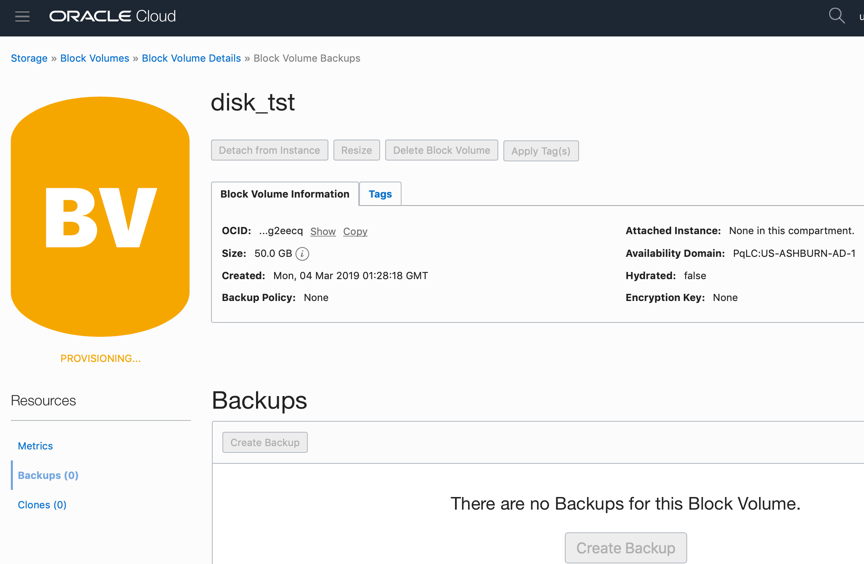 ORACLE Cloud
Storage » Block Volumes » Block Volume Details » Block Volume Backups
BV
PROVISIONING...
disk_tst
Detach from Instance Resize Delete Block Volume Apply Tag(s)
Block Volume Information Tags
OCID: ...g2eecq Show Copy
Size: 50.0 GB i
Created: Mon, 04 Mar 2019 01:28:18 GMT
Backup Policy: None
Attached Instance: None in this compartment.
Availability Domain: PqLC:US-ASHBURN-AD-1
Hydrated: false
Encryption Key: None
Resources
Metrics
Backups (0)
Clones (0)
Backups
Create Backup
There are no Backups for this Block Volume.
Create Backup